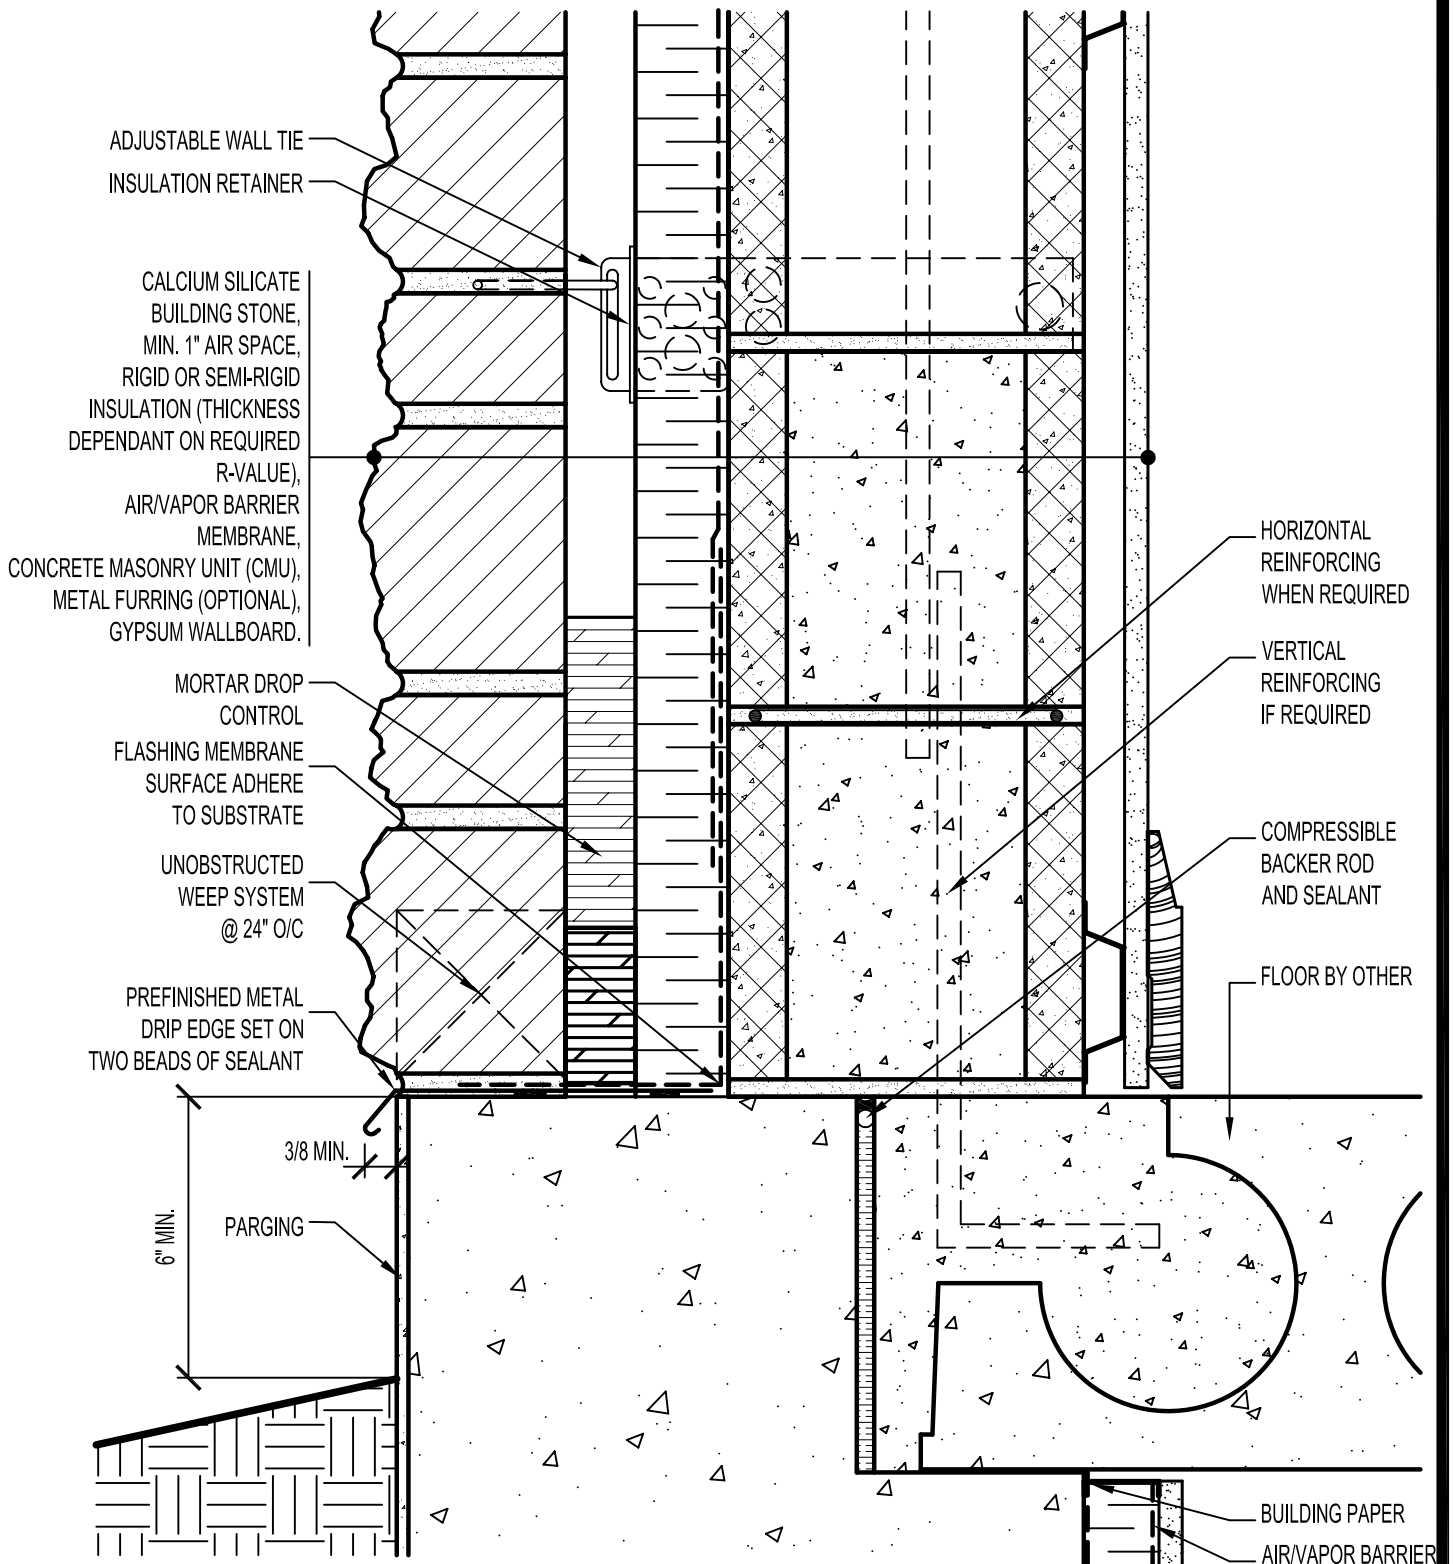 ADJUSTABLE WALL TIE
INSULATION RETAINER
CALCIUM SILICATE
BUILDING STONE,
MIN. 1" AIR SPACE,
RIGID OR SEMI-RIGID
INSULATION (THICKNESS
DEPENDANT ON REQUIRED
R-VALUE),
AIR/VAPOR BARRIER
MEMBRANE,
CONCRETE MASONRY UNIT (CMU),
METAL FURRING (OPTIONAL),
GYPSUM WALLBOARD.
MORTAR DROP
CONTROL
FLASHING MEMBRANE
SURFACE ADHERE
TO SUBSTRATE
UNOBSTRUCTED
WEEP SYSTEM
@ 24" O/C
PREFINISHED METAL
DRIP EDGE SET ON
TWO BEADS OF SEALANT
3/8 MIN.
6" MIN.
PARGING
HORIZONTAL
REINFORCING
WHEN REQUIRED
VERTICAL
REINFORCING
IF REQUIRED
COMPRESSIBLE
BACKER ROD
AND SEALANT
FLOOR BY OTHER
BUILDING PAPER
AIR/VAPOR BARRIER